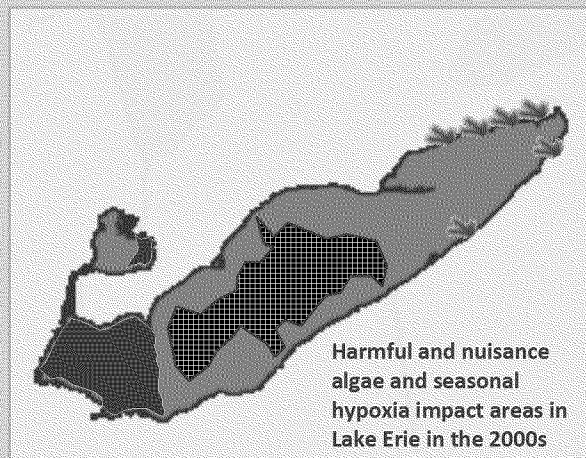 Harmful and nuisance
algae and seasonal
hypoxia impact areas in
Lake Erie in the 2000s